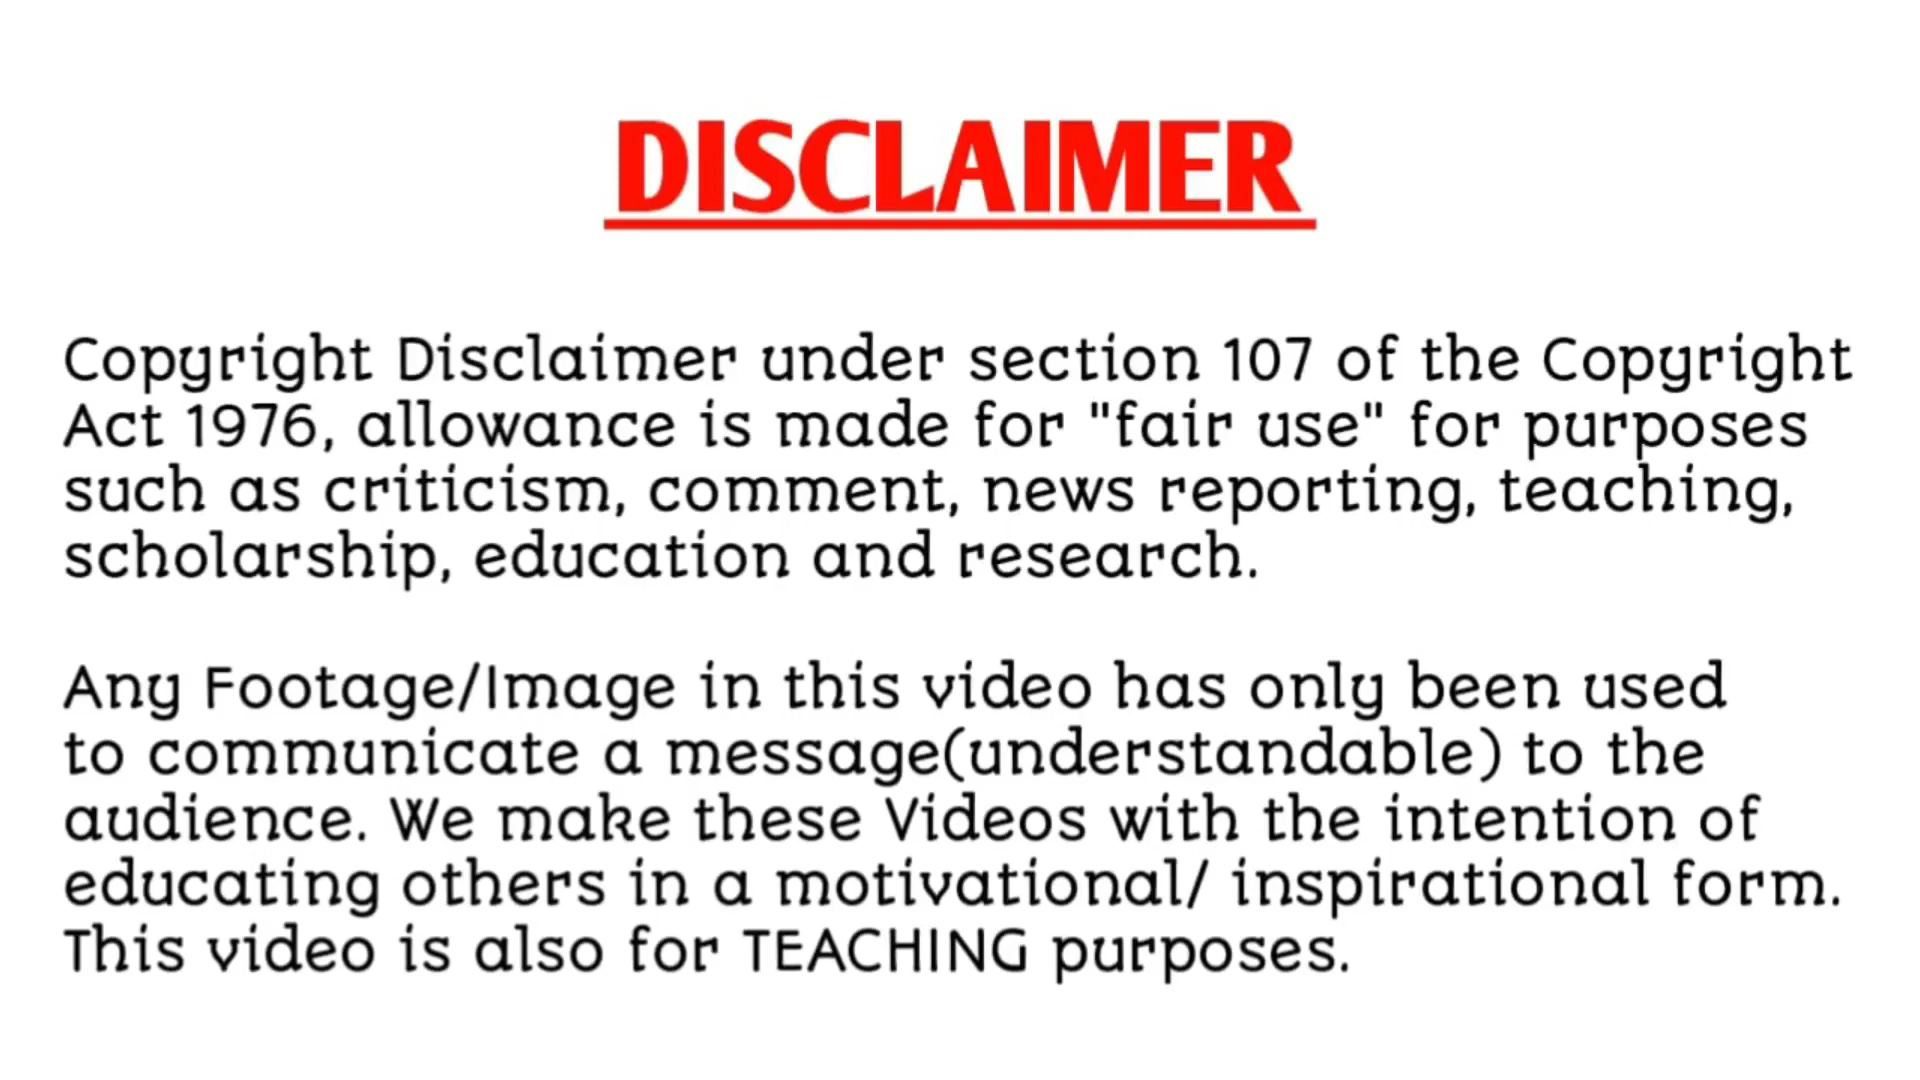 DISCLAIMER
Copyright Disclaimer under section 107 of the Copyright
Act 1976, allowance is made for "fair use" for purposes
such as criticism, comment, news reporting, teaching,
scholarship, education and research.
Any Footage/Image in this video has only been used
to communicate a message(understandable) to the
audience. We make these Videos with the intention of
educating others in a motivational/ inspirational form.
This video is also for TEACHING purposes.